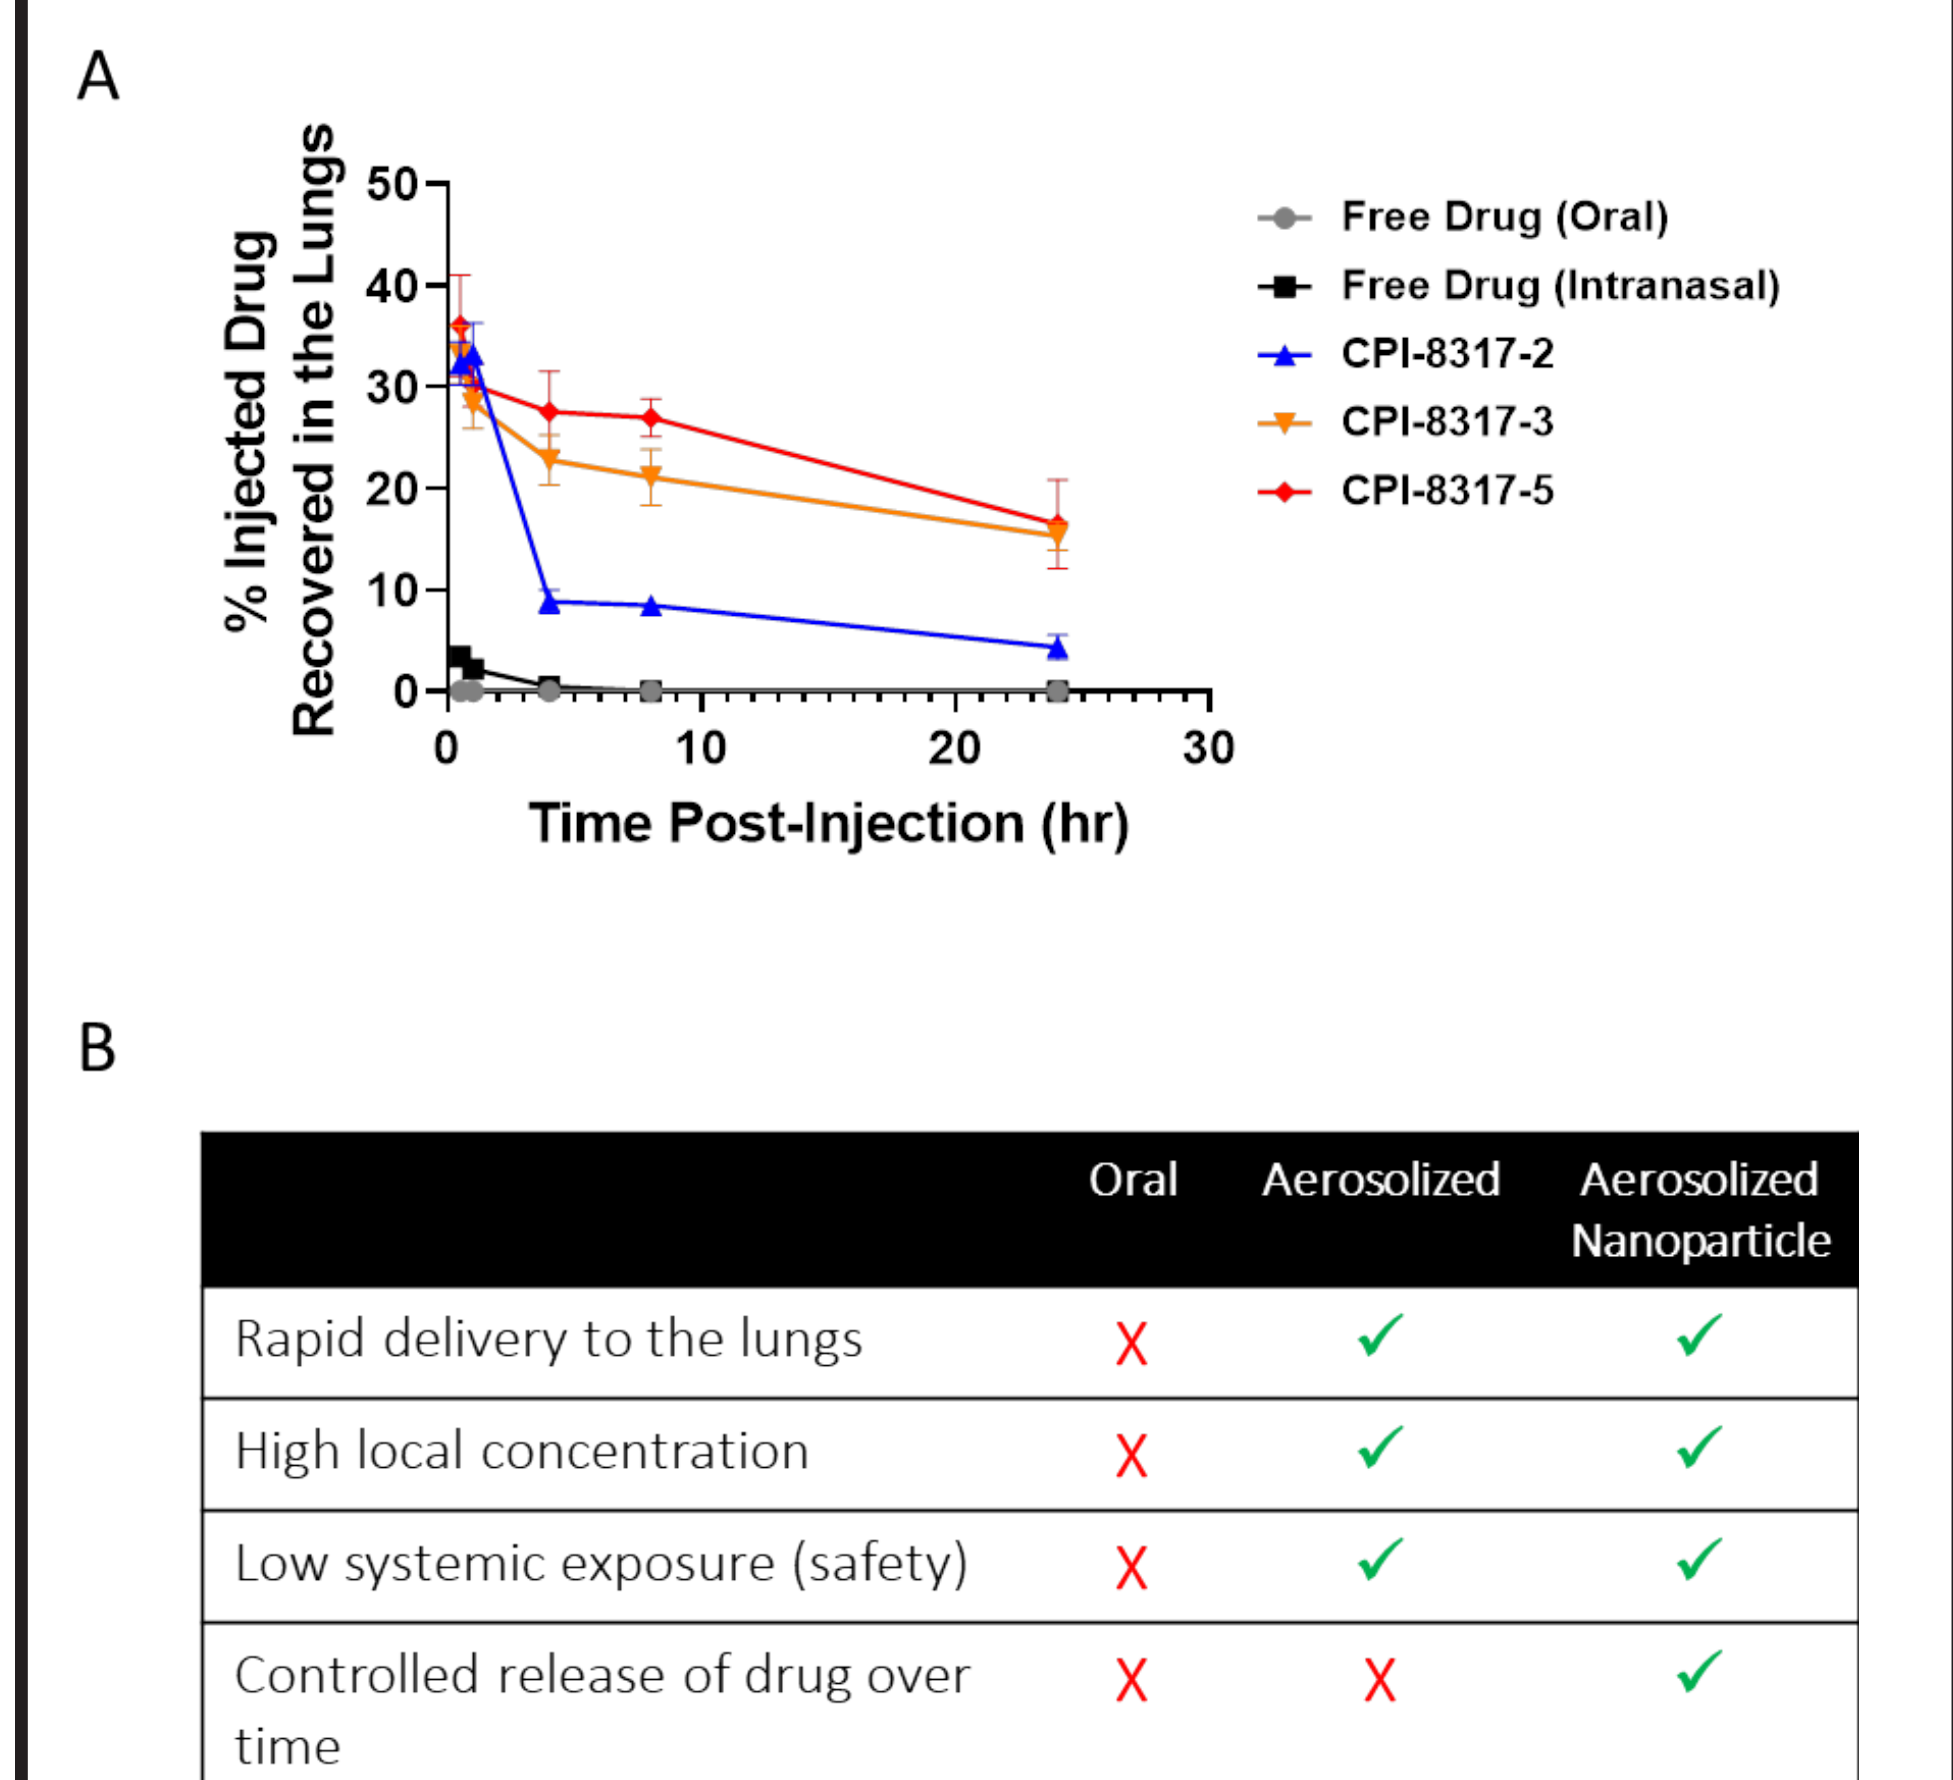 A
% Injected Drug
Recovered in the Lungs
50
40
30
20
10
0
0 10 20 30
Time Post-Injection (hr)
Free Drug (Oral)
Free Drug (Intranasal)
CPI-8317-2
CPI-8317-3
CPI-8317-5
B
Oral Aerosolized Aerosolized
Nanoparticle
Rapid delivery to the lungs X ✓ ✓
High local concentration X ✓ ✓
Low systemic exposure (safety) X ✓ ✓
Controlled release of drug over X X ✓
time